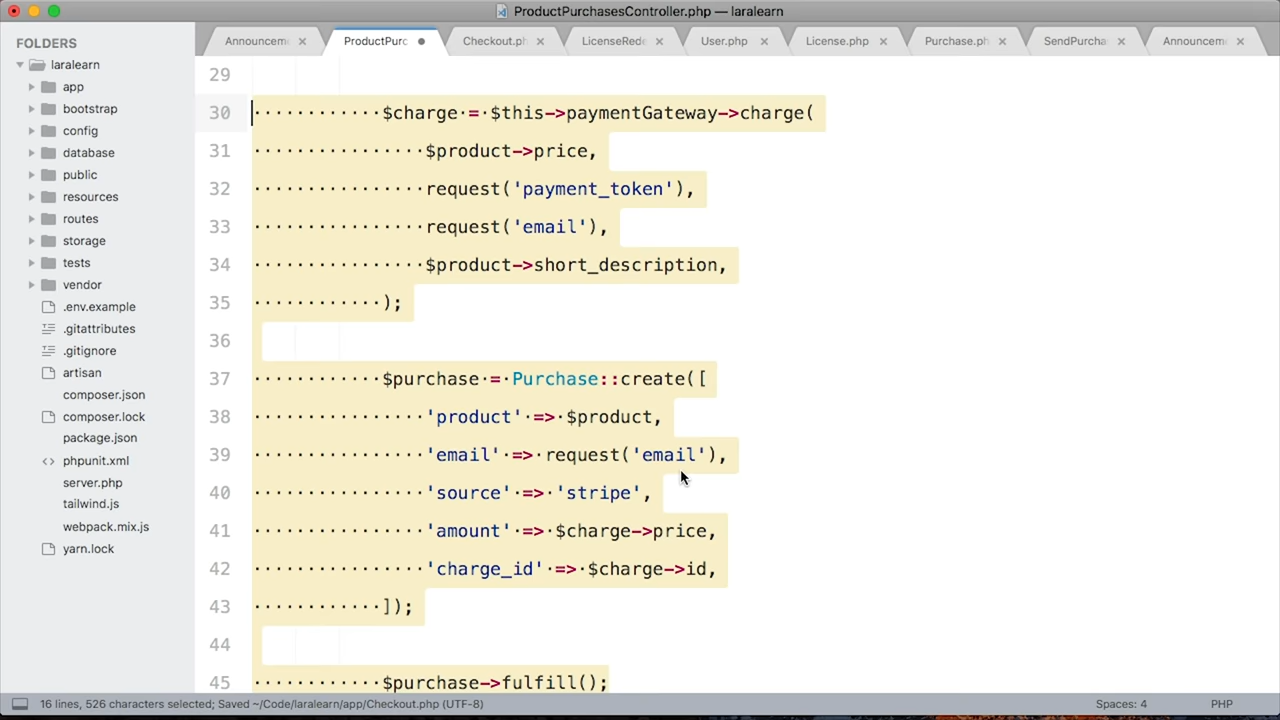 ProductPurchasesController.php — laralearn
FOLDERS
laralearn
app
bootstrap
config
database
public
resources
routes
storage
tests
vendor
.env.example
.gitattributes
.gitignore
artisan
composer.json
composer.lock
package.json
phpunit.xml
server.php
tailwind.js
webpack.mix.js
yarn.lock
Announcem ×
ProductPurc
Checkout.ph ×
LicenseRede ×
User.php ×
License.php ×
Purchase.ph ×
SendPurcha ×
Announcem ×
29
30 ············$charge·=·$this->paymentGateway->charge(
31 ················$product->price,
32 ················request('payment_token'),
33 ················request('email'),
34 ················$product->short_description,
35 ············);
36
37 ············$purchase·=·Purchase::create([
38 ················'product'·=>·$product,
39 ················'email'·=>·request('email'),
40 ················'source'·=>·'stripe',
41 ················'amount'·=>·$charge->price,
42 ················'charge_id'·=>·$charge->id,
43 ············]);
44
45 ············$purchase->fulfill();
16 lines, 526 characters selected; Saved ~/Code/laralearn/app/Checkout.php (UTF-8)
Spaces: 4
PHP